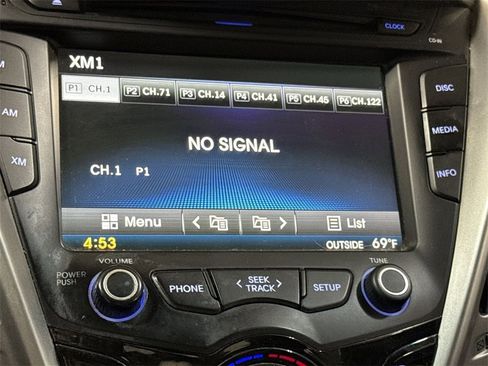 CLOCK
CD-IN
XM1
P1 CH.1 P2 CH.71 P3 CH.14 P4 CH.41 P5 CH.45 P6 CH.122
DISC
AM
NO SIGNAL
MEDIA
XM
CH.1 P1
INFO
Menu List
4:53 OUTSIDE 69°F
VOLUME TUNE
POWER
PUSH
PHONE
SEEK
TRACK
SETUP